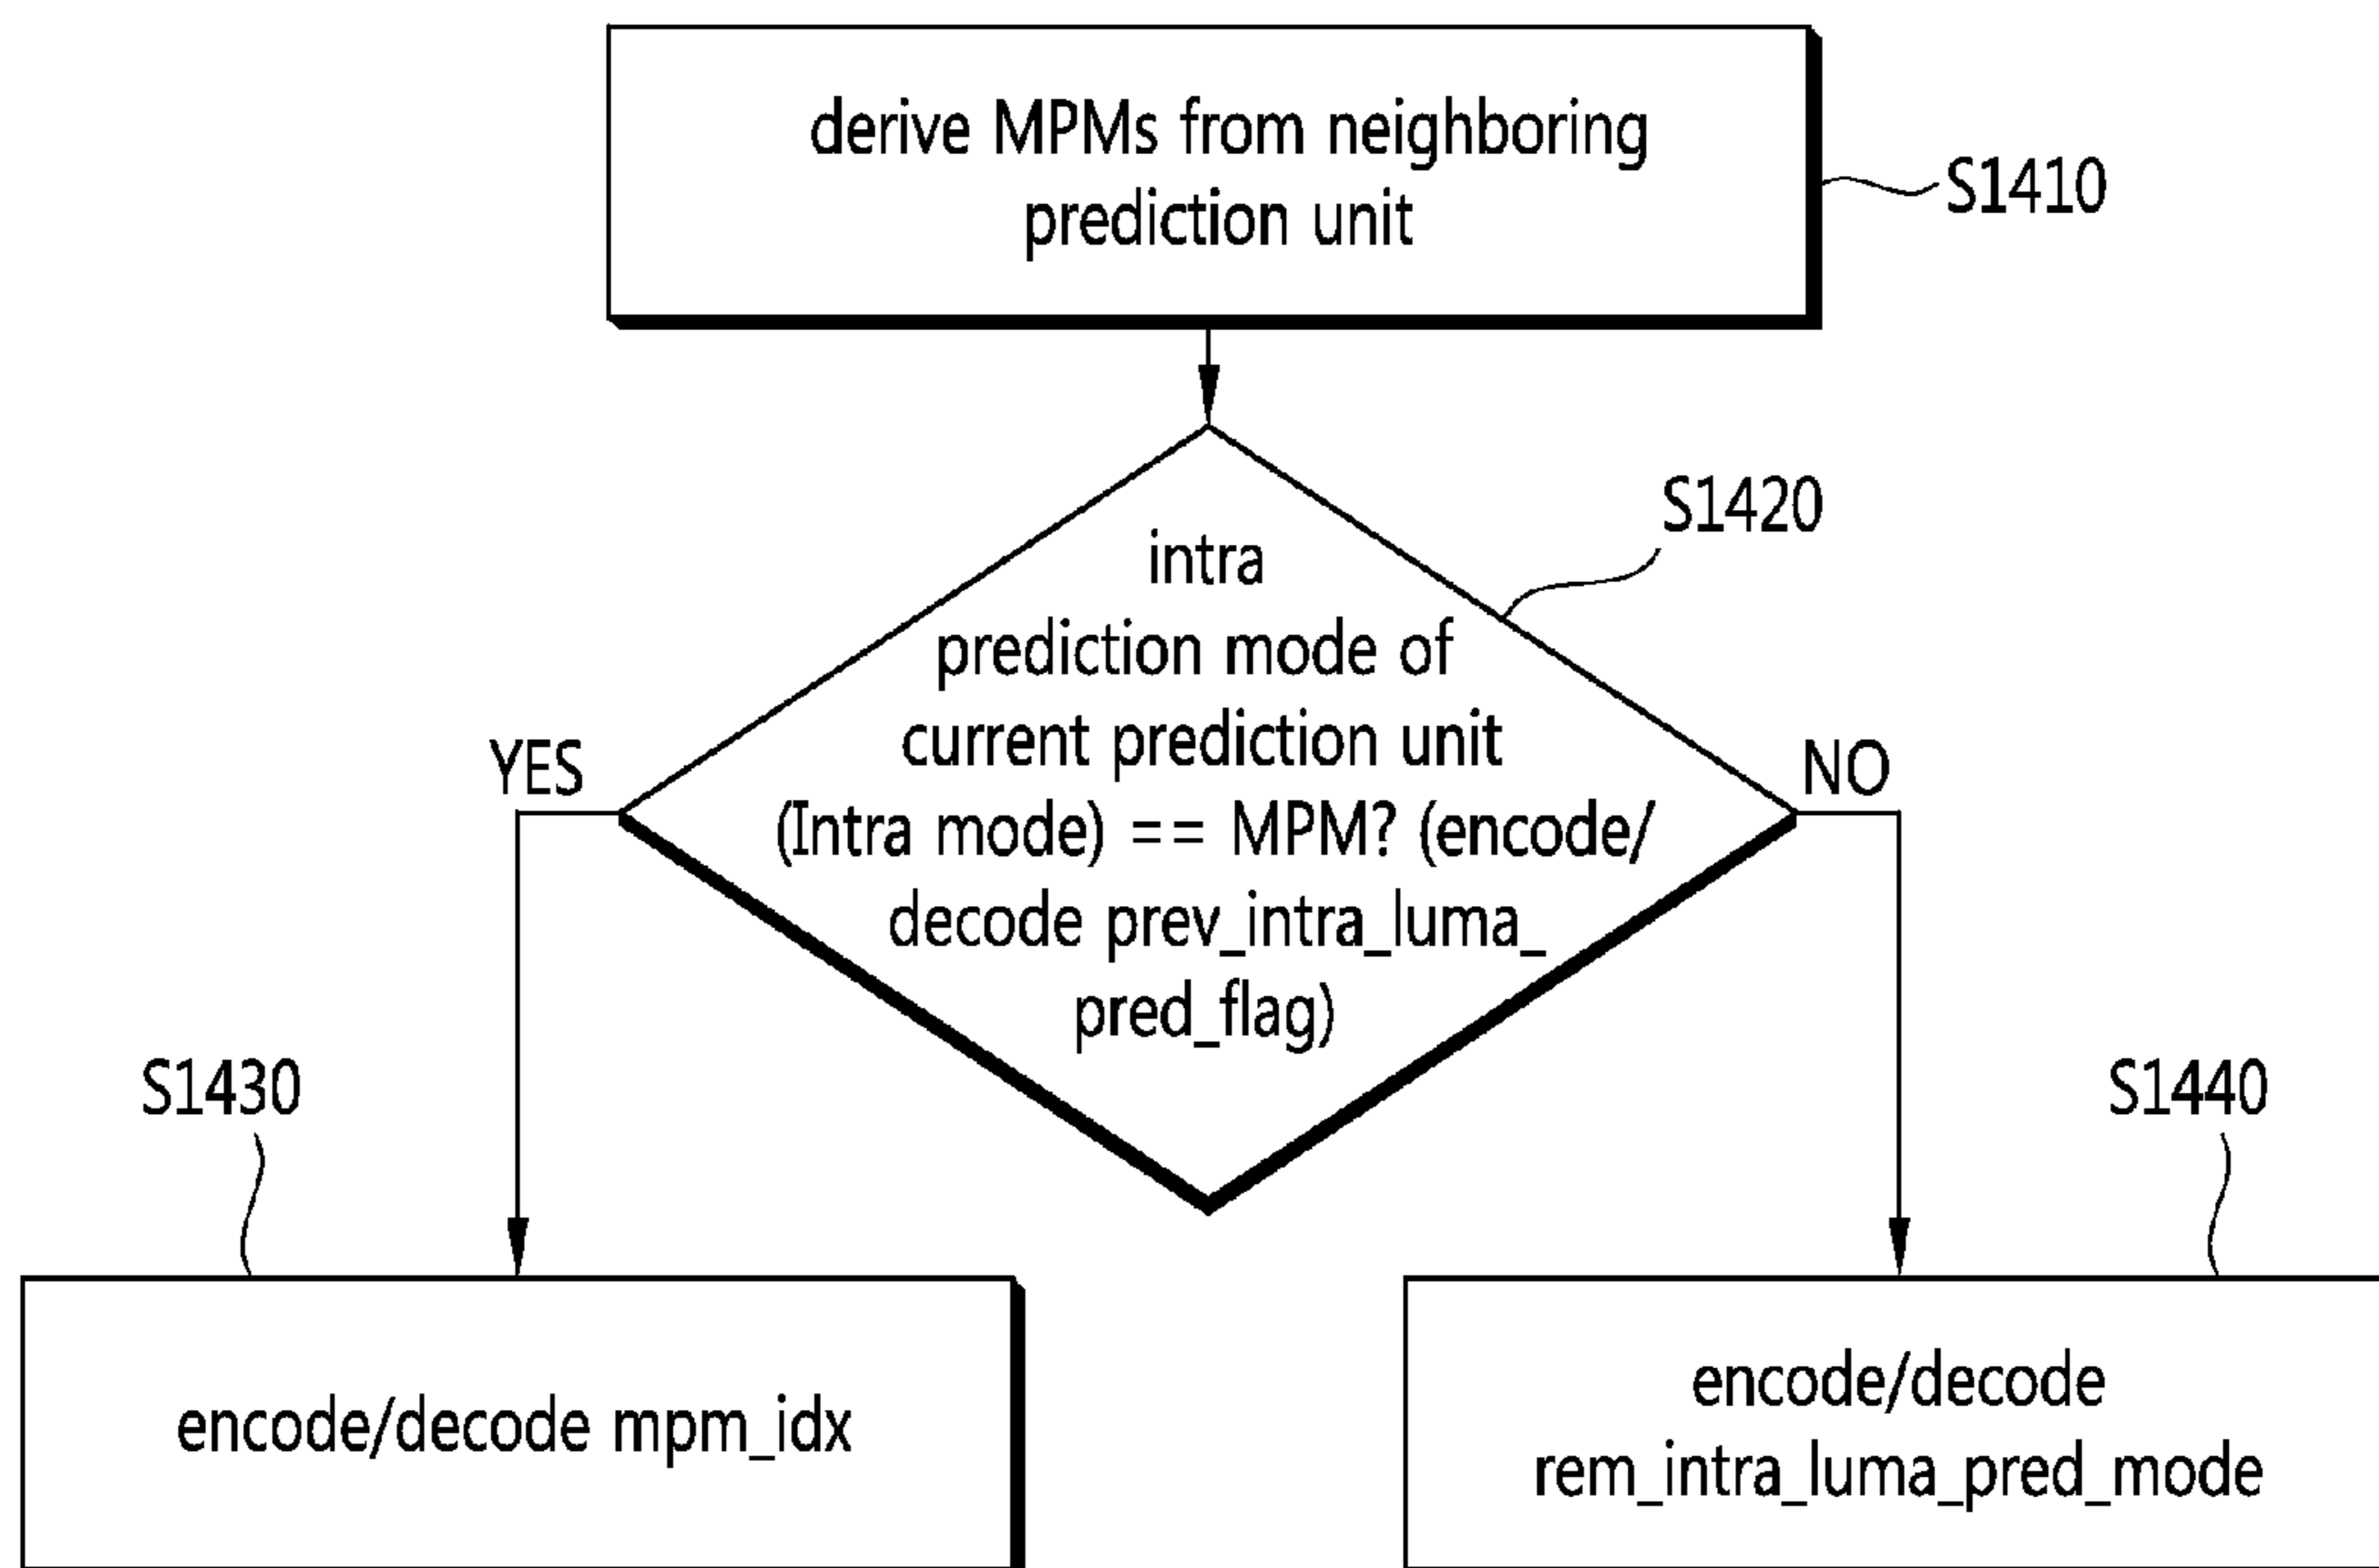 derive MPMs from neighboring
prediction unit
S1410
S1420
intra
prediction mode of
current prediction unit
(Intra mode) == MPM? (encode/
decode prev_intra_luma_
pred_flag)
YES
NO
S1430
S1440
encode/decode mpm_idx
encode/decode
rem_intra_luma_pred_mode